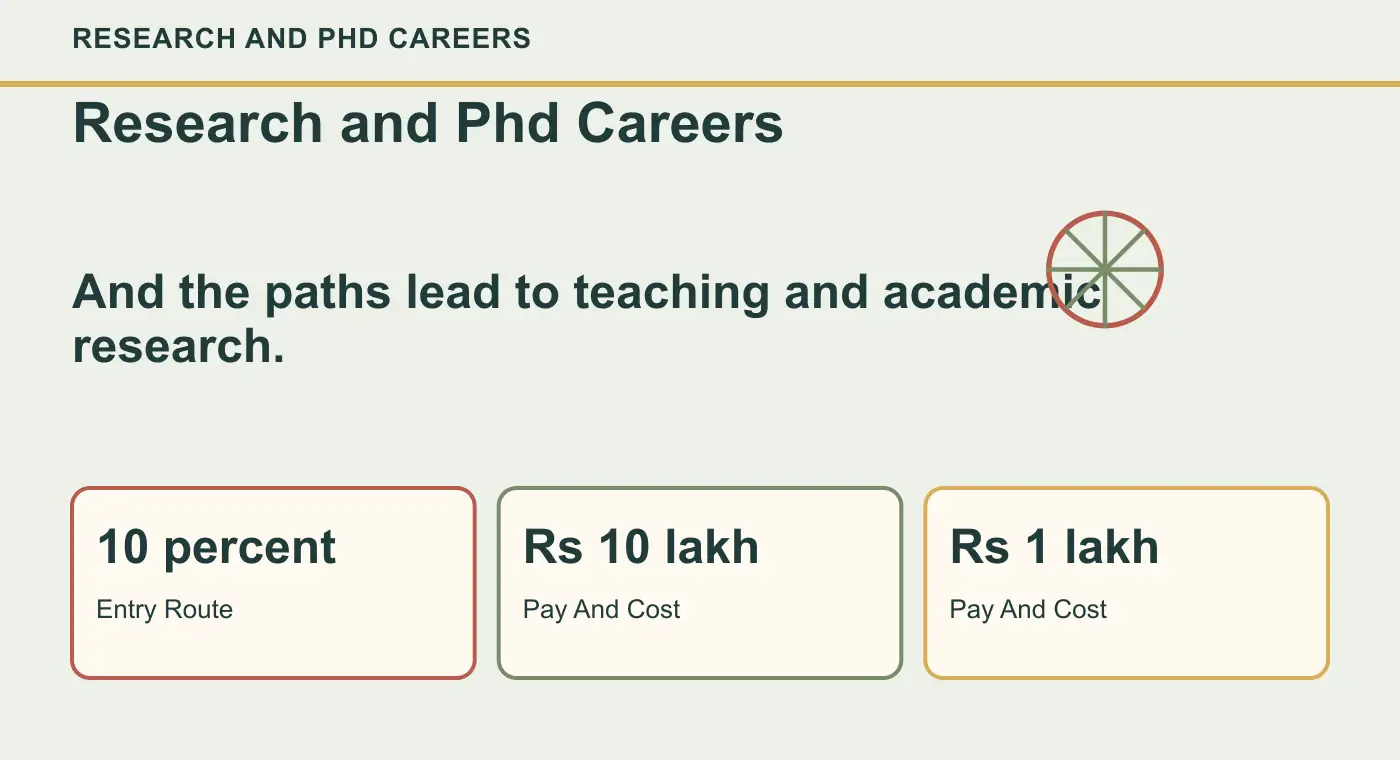 RESEARCH AND PHD CAREERS
Research and Phd Careers
And the paths lead to teaching and academic
research.
10 percent
Entry Route
Rs 10 lakh
Pay And Cost
Rs 1 lakh
Pay And Cost